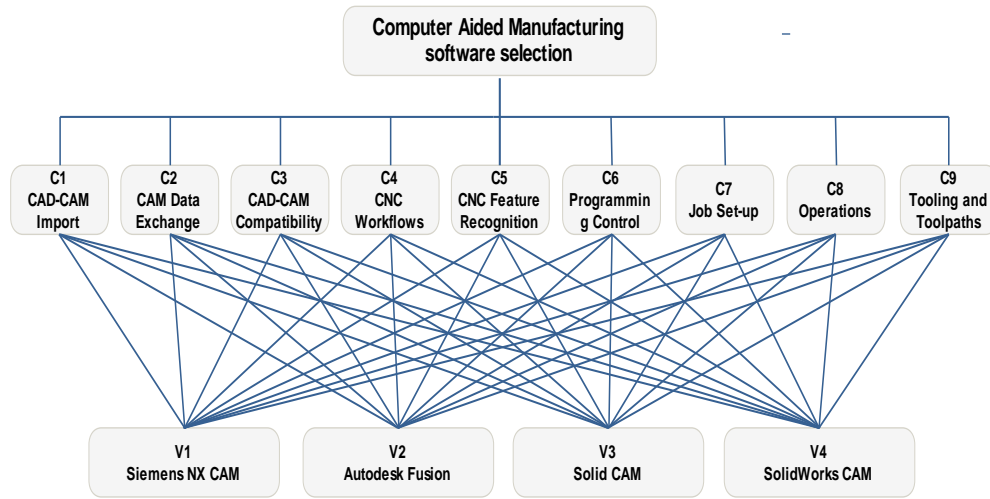 Computer Aided Manufacturing
software selection
C1
CAD-CAM
Import
C2
CAM Data
Exchange
C3
CAD-CAM
Compatibility
C4
CNC
Workflows
C5
CNC Feature
Recognition
C6
Programmin
g Control
C7
Job Set-up
C8
Operations
C9
Tooling and
Toolpaths
V1
Siemens NX CAM
V2
Autodesk Fusion
V3
Solid CAM
V4
SolidWorks CAM